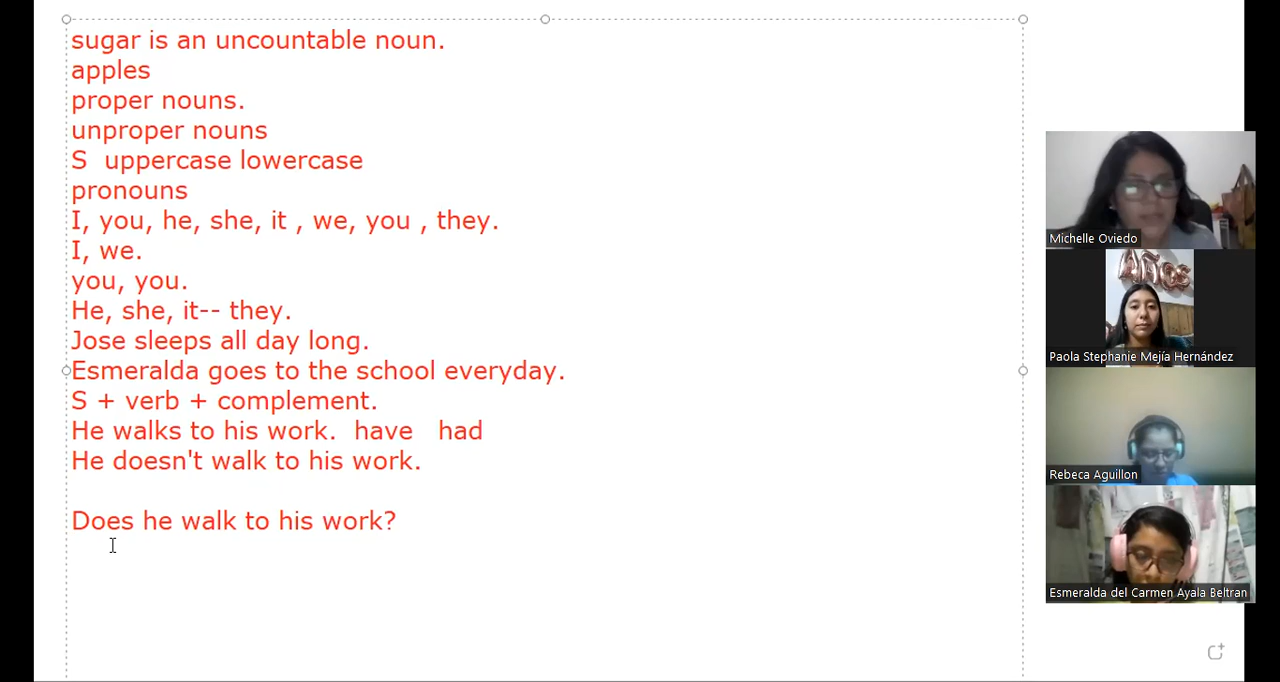 sugar is an uncountable noun.
apples
proper nouns.
unproper nouns
S  uppercase lowercase
pronouns
I, you, he, she, it , we, you , they.
I, we.
you, you.
He, she, it-- they.
Jose sleeps all day long.
Esmeralda goes to the school everyday.
S + verb + complement.
He walks to his work.  have   had
He doesn't walk to his work.
Does he walk to his work?
Michelle Oviedo
Años
Paola Stephanie Mejía Hernández
Rebeca Aguillon
Esmeralda del Carmen Ayala Beltran